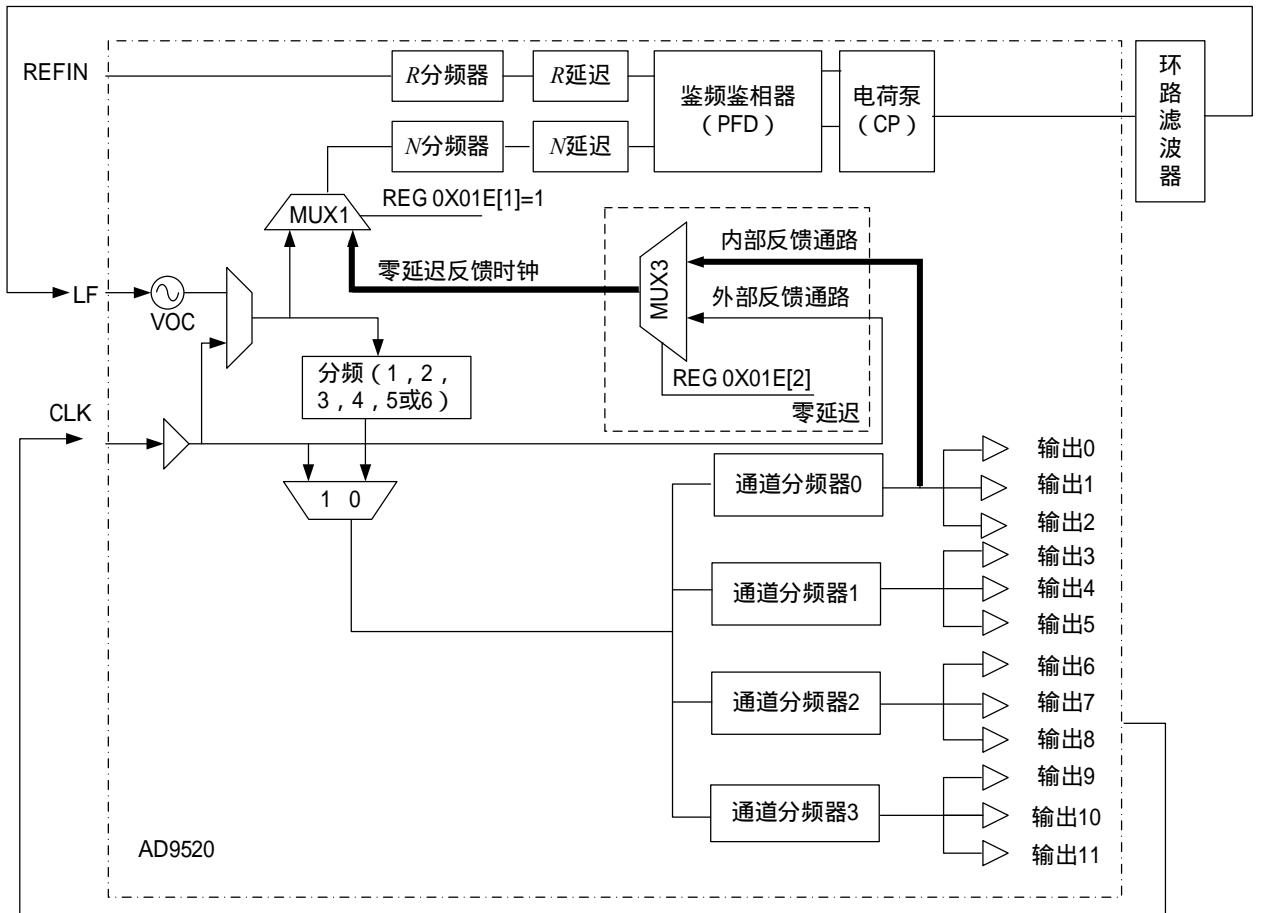 REFIN
R分频器
R延迟
鉴频鉴相器
（PFD）
电荷泵
（CP）
环路滤波器
N分频器
N延迟
MUX1
REG 0X01E[1]=1
零延迟反馈时钟
MUX3
内部反馈通路
外部反馈通路
REG 0X01E[2]
零延迟
LF
VOC
分频（1，2，
3，4，5或6）
CLK
1 0
通道分频器0
输出0
输出1
输出2
通道分频器1
输出3
输出4
输出5
通道分频器2
输出6
输出7
输出8
通道分频器3
输出9
输出10
输出11
AD9520